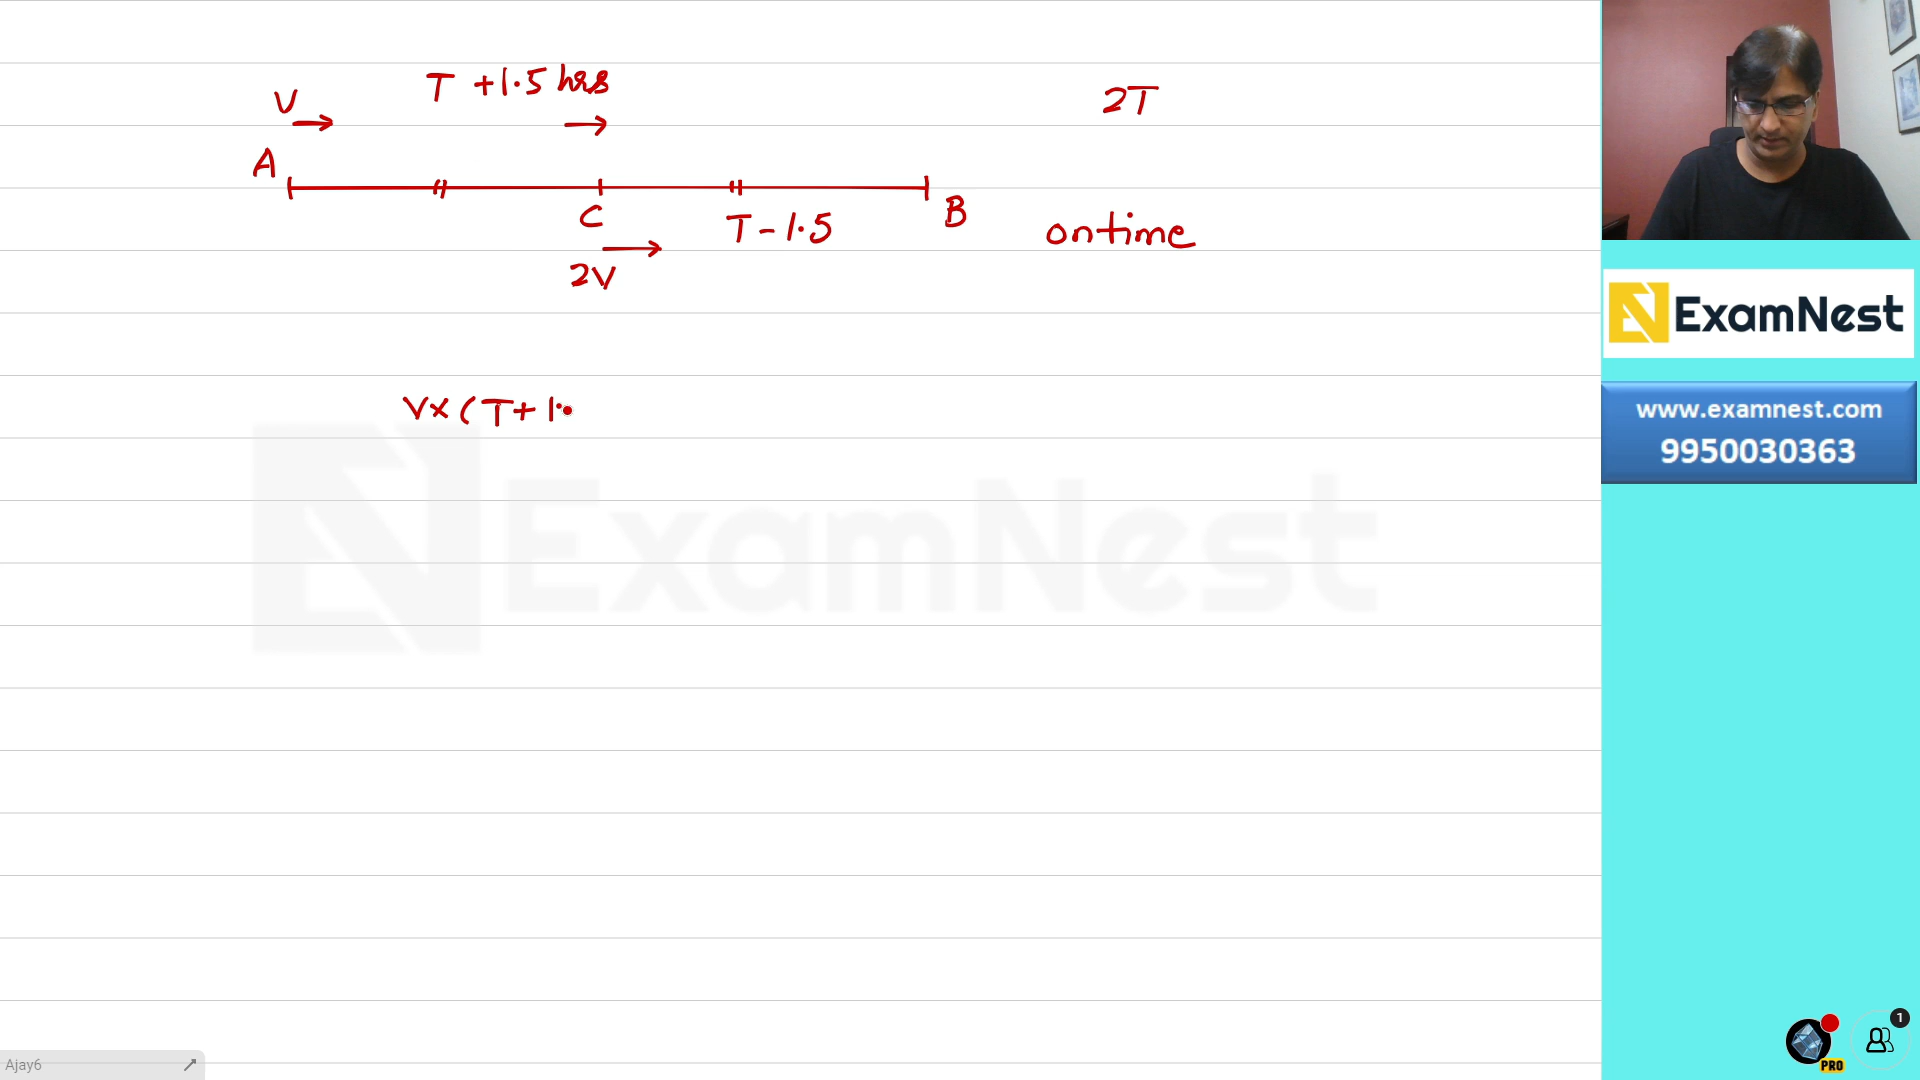 T +1.5 hrs
V
2T
A
C
T - 1.5
B
ontime
2V
V×(T+1.
ExamNest
ExamNest
www.examnest.com
9950030363
Ajay6
1
PRO